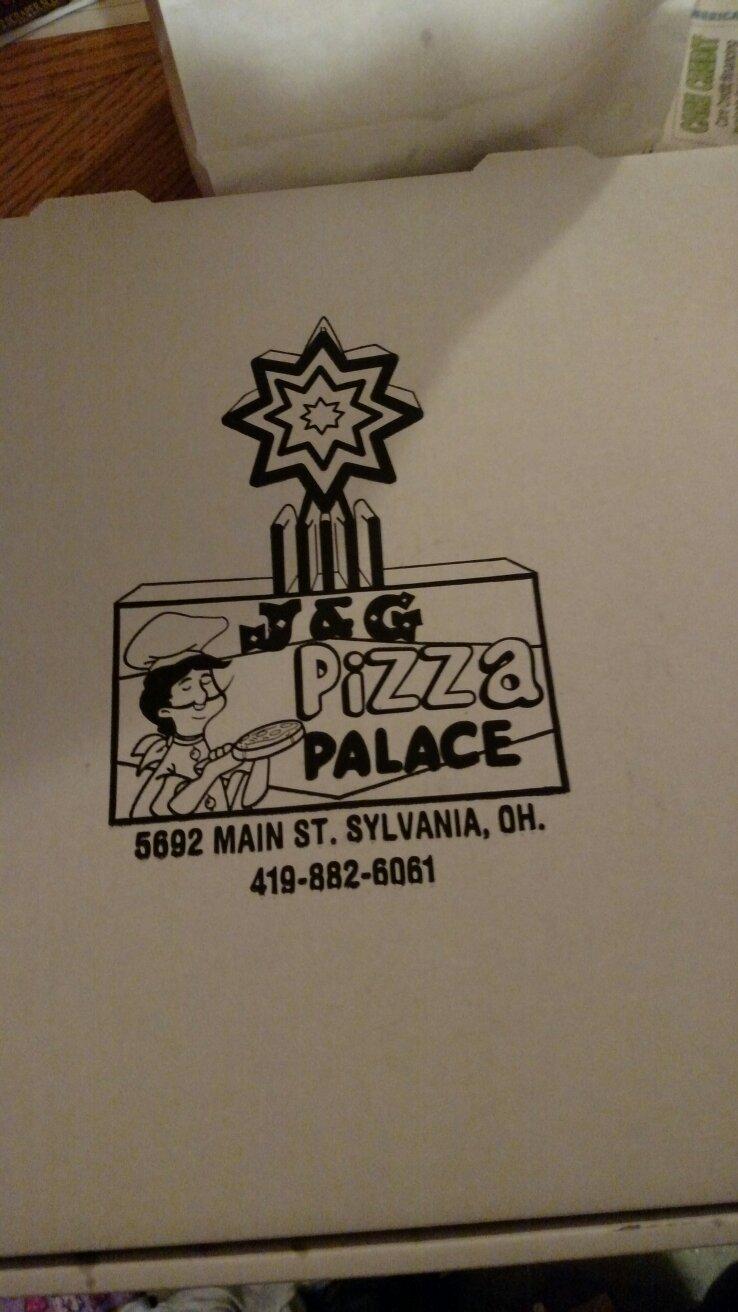 J & G
Pizza
PALACE
5692 MAIN ST. SYLVANIA, OH.
419-882-6061